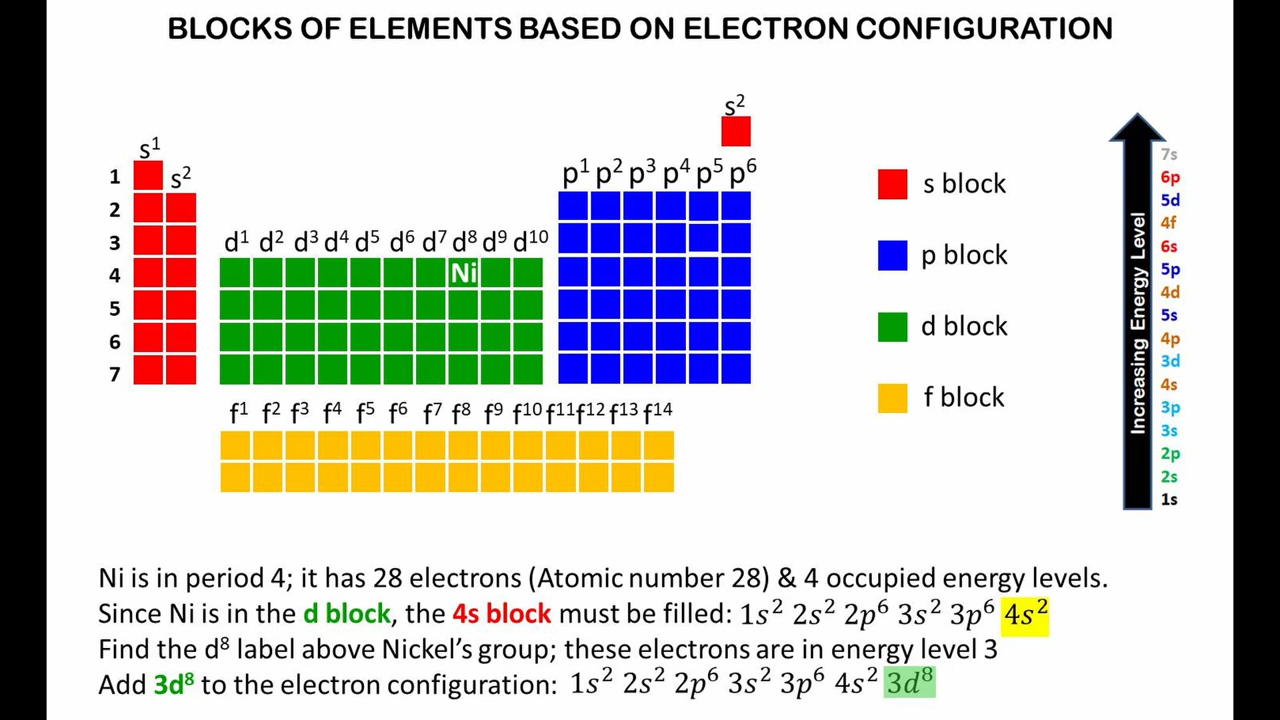 BLOCKS OF ELEMENTS BASED ON ELECTRON CONFIGURATION
s²
s¹
s²
p¹ p² p³ p⁴ p⁵ p⁶
d¹ d² d³ d⁴ d⁵ d⁶ d⁷ d⁸ d⁹ d¹⁰
1
2
3
4
5
6
7
Ni
f¹ f² f³ f⁴ f⁵ f⁶ f⁷ f⁸ f⁹ f¹⁰ f¹¹ f¹² f¹³ f¹⁴
s block
p block
d block
f block
Increasing Energy Level
7s
6p
5d
4f
6s
5p
4d
5s
4p
3d
4s
3p
3s
2p
2s
1s
Ni is in period 4; it has 28 electrons (Atomic number 28) & 4 occupied energy levels.
Since Ni is in the d block, the 4s block must be filled: 1s² 2s² 2p⁶ 3s² 3p⁶ 4s²
Find the d⁸ label above Nickel’s group; these electrons are in energy level 3
Add 3d⁸ to the electron configuration: 1s² 2s² 2p⁶ 3s² 3p⁶ 4s² 3d⁸